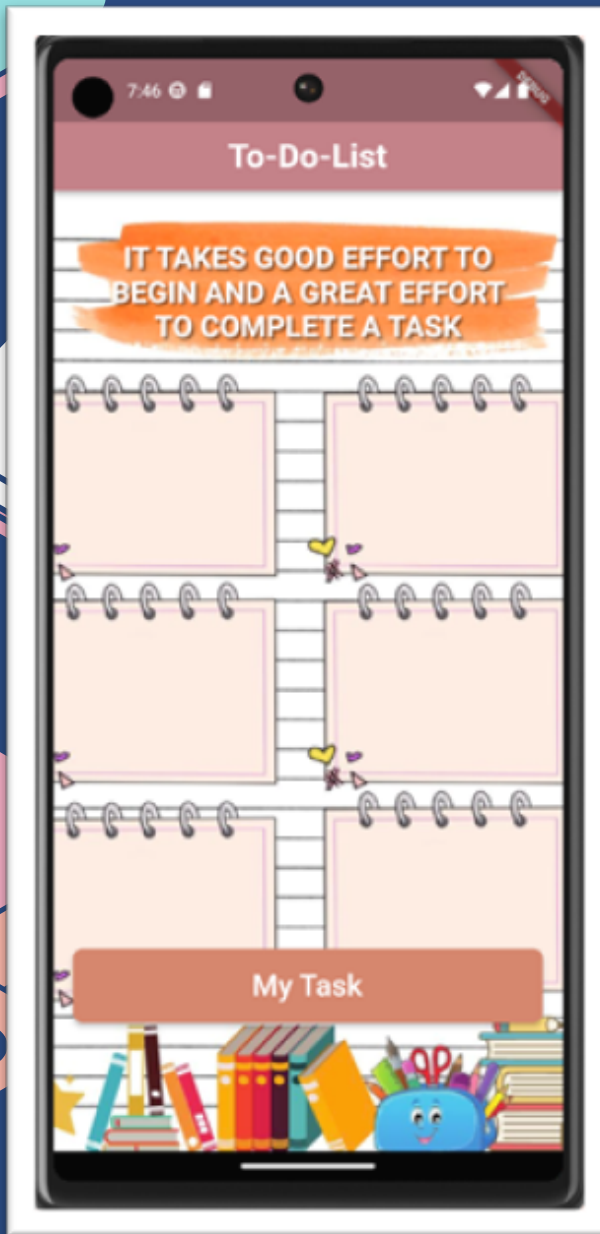 7:46
DEBUG
To-Do-List
IT TAKES GOOD EFFORT TO
BEGIN AND A GREAT EFFORT
TO COMPLETE A TASK
My Task